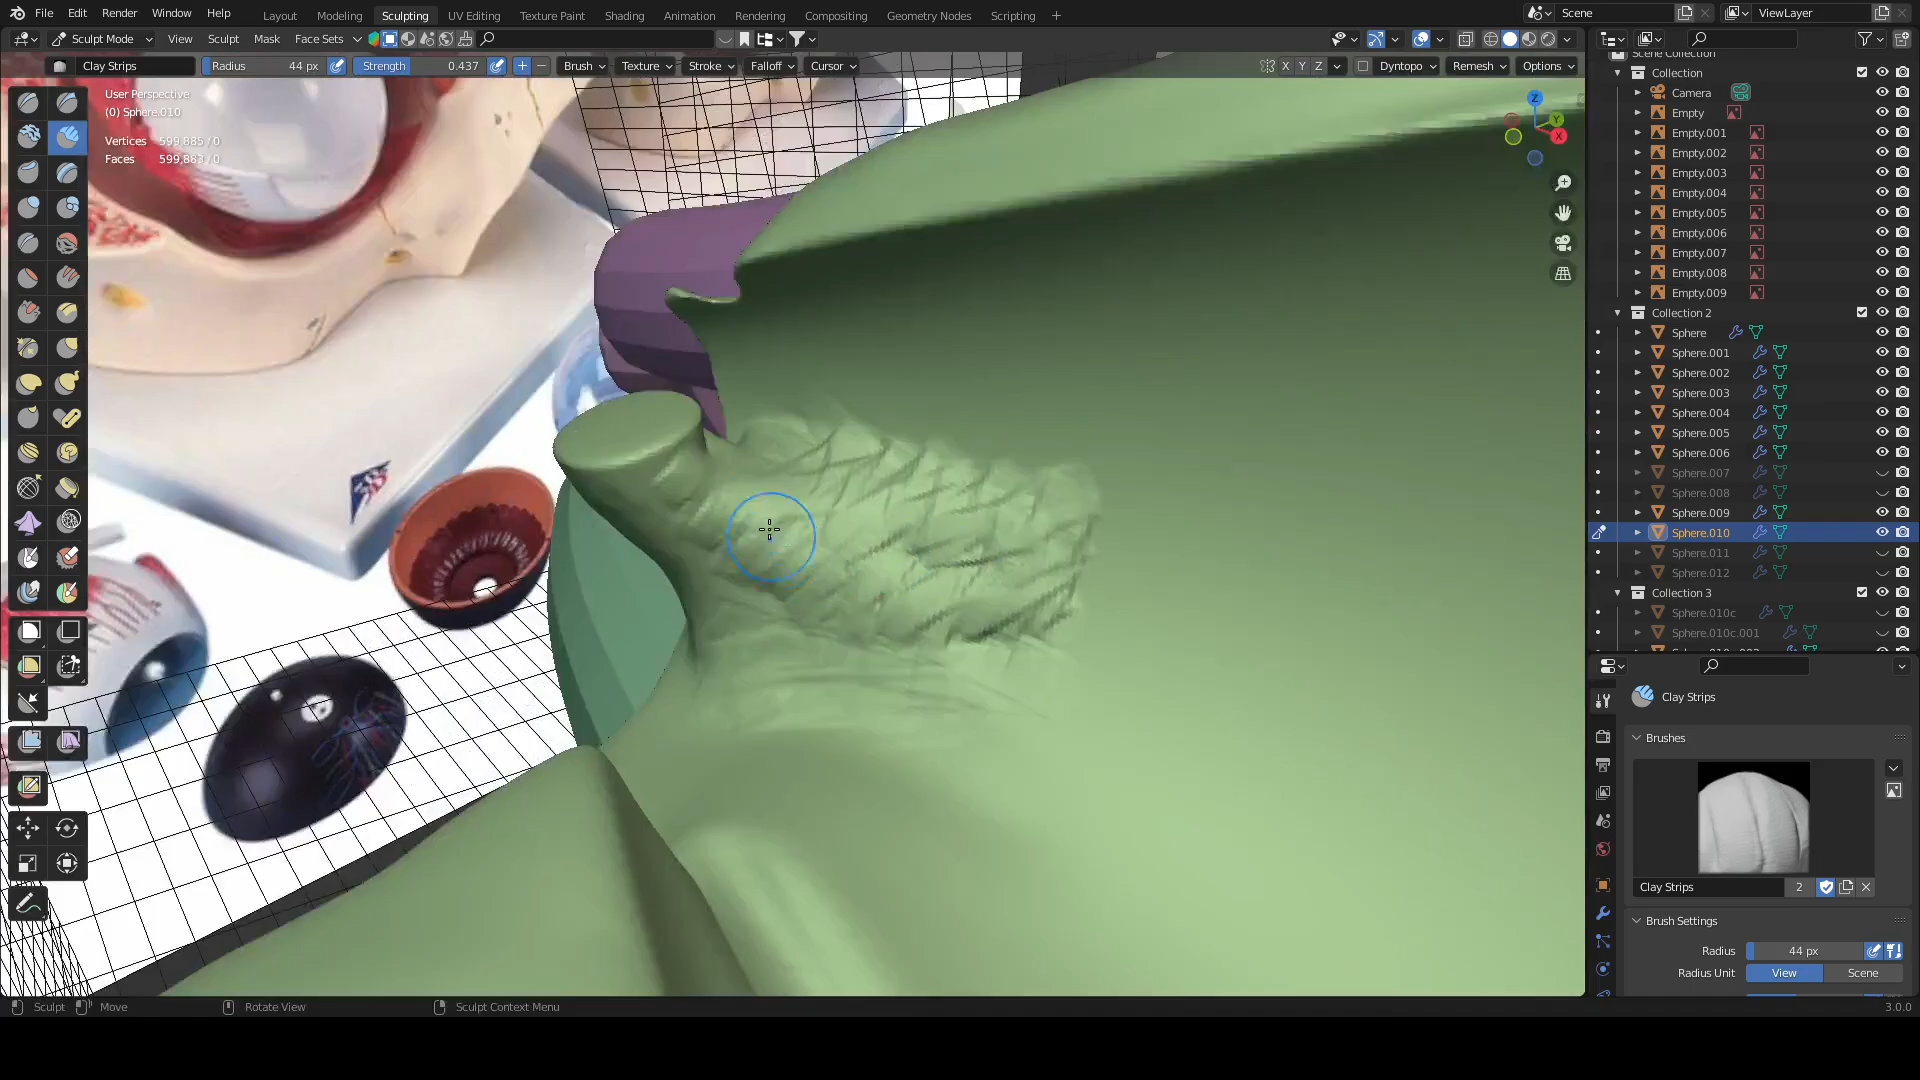 File Edit Render Window Help Layout Modeling Sculpting UV Editing Texture Paint Shading Animation Rendering Compositing Geometry Nodes Scripting + Scene ViewLayer
Sculpt Mode View Sculpt Mask Face Sets
Clay Strips Radius 44 px Strength 0.437 Brush Texture Stroke Falloff Cursor X Y Z Dyntopo Remesh Options
User Perspective
(0) Sphere.010
Vertices 599,885 / 0
Faces 599,883 / 0
Z
Y
X
Scene Collection
Collection
Camera
Empty
Empty.001
Empty.002
Empty.003
Empty.004
Empty.005
Empty.006
Empty.007
Empty.008
Empty.009
Collection 2
Sphere
Sphere.001
Sphere.002
Sphere.003
Sphere.004
Sphere.005
Sphere.006
Sphere.007
Sphere.008
Sphere.009
Sphere.010
Sphere.011
Sphere.012
Collection 3
Sphere.010c
Sphere.010c.001
Clay Strips
Brushes
Clay Strips 2
Brush Settings
Radius 44 px
Radius Unit View Scene
Sculpt Move Rotate View Sculpt Context Menu 3.0.0